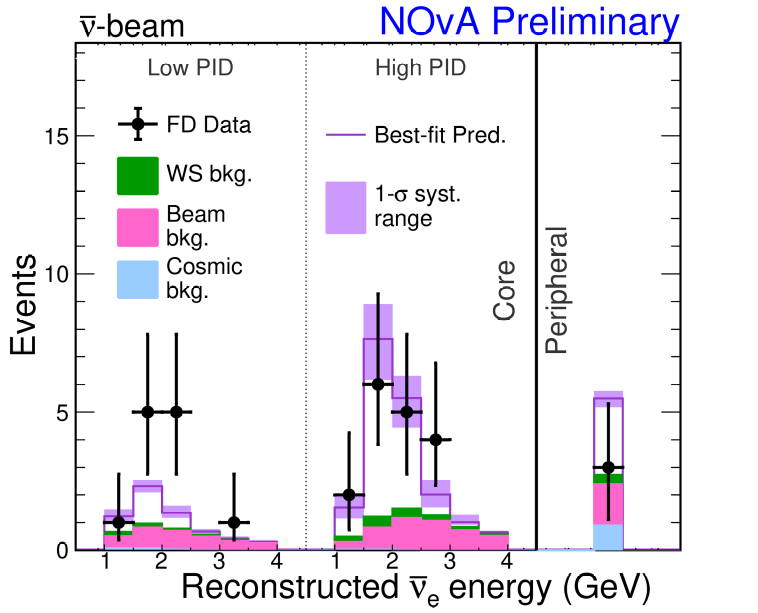 ν̅-beam
NOvA Preliminary
Low PID
High PID
FD Data
WS bkg.
Beam
bkg.
Cosmic
bkg.
Best-fit Pred.
1-σ syst.
range
Core
Peripheral
Events
15
10
5
0
1 2 3 4
1 2 3 4
Reconstructed ν̅e energy (GeV)